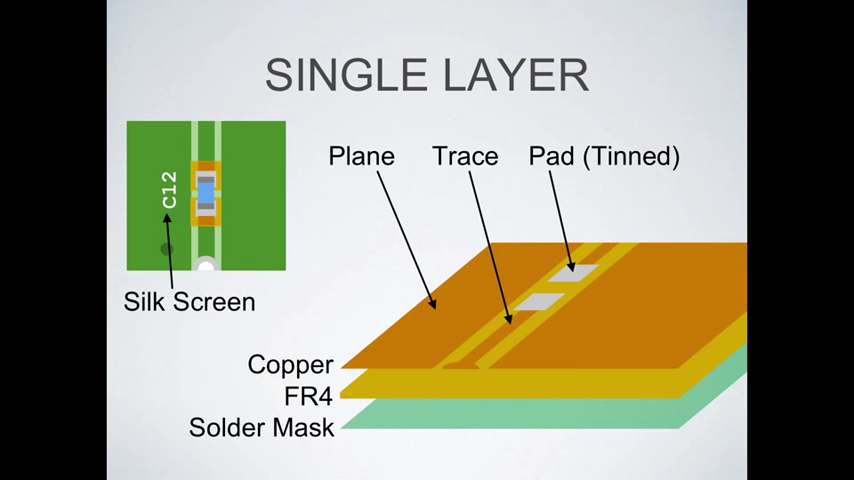 SINGLE LAYER
Plane
Trace
Pad (Tinned)
C12
Silk Screen
Copper
FR4
Solder Mask